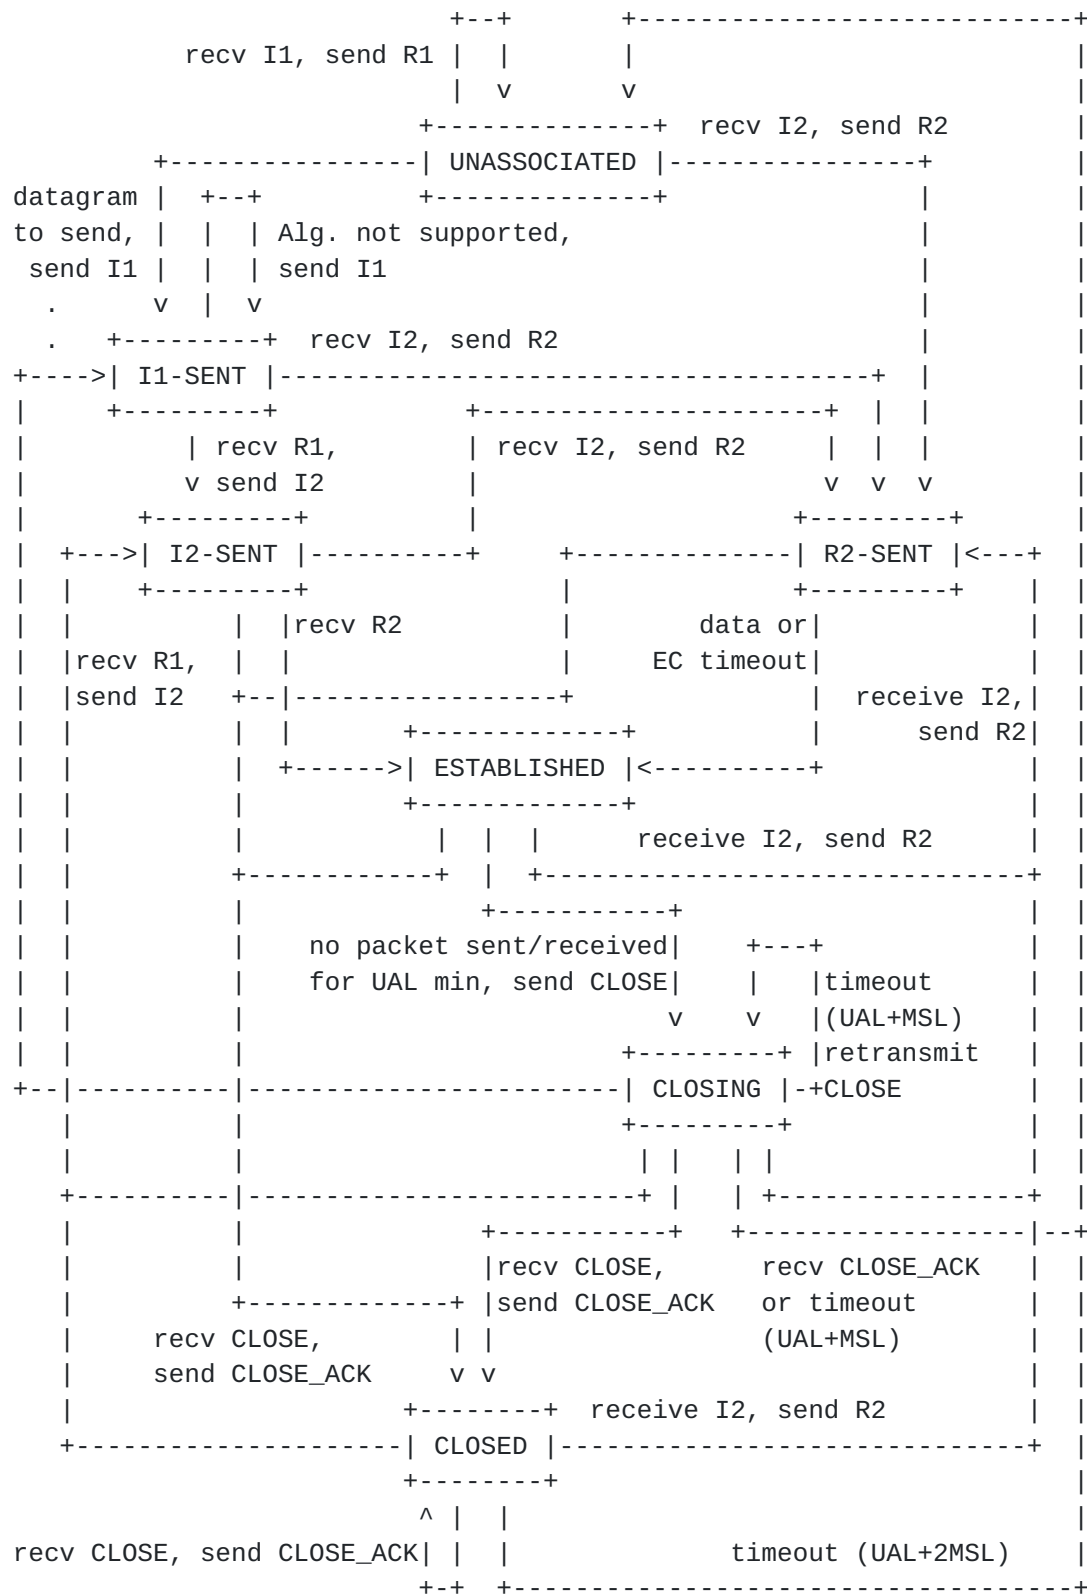 +--+       +----------------------------+
           recv I1, send R1 |  |       |                            |
                            |  v       v                            |
                          +--------------+  recv I2, send R2        |
         +----------------| UNASSOCIATED |----------------+         |
datagram |  +--+          +--------------+                |         |
to send, |  |  | Alg. not supported,                      |         |
 send I1 |  |  | send I1                                  |         |
  .      v  |  v                                          |         |
  .   +---------+  recv I2, send R2                       |         |
+---->| I1-SENT |--------------------------------------+  |         |
|     +---------+            +----------------------+  |  |         |
|          | recv R1,        | recv I2, send R2     |  |  |         |
|          v send I2         |                      v  v  v         |
|       +---------+          |                    +---------+       |
|  +--->| I2-SENT |----------+     +--------------| R2-SENT |<---+  |
|  |    +---------+                |              +---------+    |  |
|  |          |  |recv R2          |        data or|             |  |
|  |recv R1,  |  |                 |     EC timeout|             |  |
|  |send I2   +--|-----------------+               |  receive I2,|  |
|  |          |  |       +-------------+           |      send R2|  |
|  |          |  +------>| ESTABLISHED |<----------+             |  |
|  |          |          +-------------+                         |  |
|  |          |            |  |  |      receive I2, send R2      |  |
|  |          +------------+  |  +-------------------------------+  |
|  |          |               +-----------+                      |  |
|  |          |    no packet sent/received|    +---+             |  |
|  |          |    for UAL min, send CLOSE|    |   |timeout      |  |
|  |          |                           v    v   |(UAL+MSL)    |  |
|  |          |                        +---------+ |retransmit   |  |
+--|----------|------------------------| CLOSING |-+CLOSE        |  |
   |          |                        +---------+               |  |
   |          |                         | |   | |                |  |
   +----------|-------------------------+ |   | +----------------+  |
   |          |               +-----------+   +------------------|--+
   |          |               |recv CLOSE,      recv CLOSE_ACK   |  |
   |          +-------------+ |send CLOSE_ACK   or timeout       |  |
   |     recv CLOSE,        | |                 (UAL+MSL)        |  |
   |     send CLOSE_ACK     v v                                  |  |
   |                     +--------+  receive I2, send R2         |  |
   +---------------------| CLOSED |------------------------------+  |
                         +--------+                                 |
                          ^ |  |                                    |
recv CLOSE, send CLOSE_ACK| |  |              timeout (UAL+2MSL)    |
                          +-+  +------------------------------------+